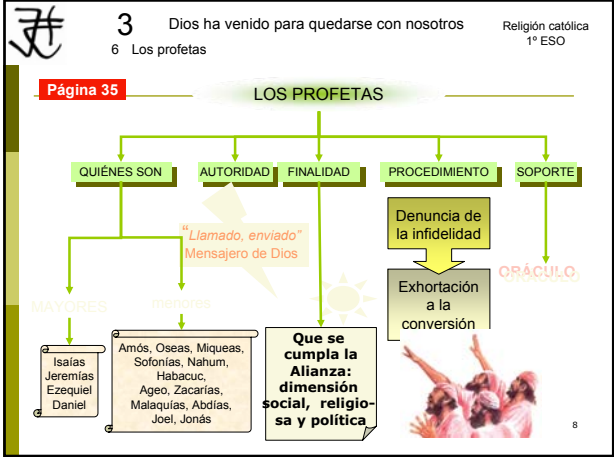 3 Dios ha venido para quedarse con nosotros
6 Los profetas
Religión católica
1º ESO
Página 35
LOS PROFETAS
QUIÉNES SON
AUTORIDAD
FINALIDAD
PROCEDIMIENTO
SOPORTE
"Llamado, enviado"
Mensajero de Dios
Denuncia de
la infidelidad
Exhortación
a la
conversión
ORÁCULO
MAYORES
menores
Isaías
Jeremías
Ezequiel
Daniel
Amós, Oseas, Miqueas,
Sofonías, Nahum,
Habacuc,
Ageo, Zacarías,
Malaquías, Abdías,
Joel, Jonás
Que se
cumpla la
Alianza:
dimensión
social, religio-
sa y política
8